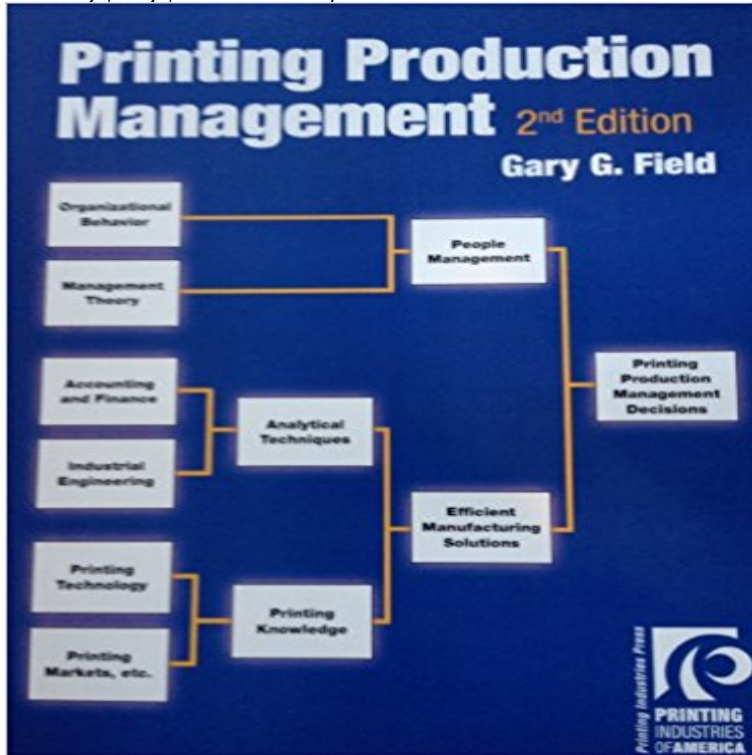 Printing Production
Management 2nd Edition
Gary G. Field
Organizational
Behavior
Management
Theory
People
Management
Accounting
and Finance
Industrial
Engineering
Analytical
Techniques
Printing
Technology
Printing
Markets, etc.
Printing
Knowledge
Efficient
Manufacturing
Solutions
Printing
Production
Management
Decisions
Printing Industries Press
PRINTING
INDUSTRIES
OF AMERICA